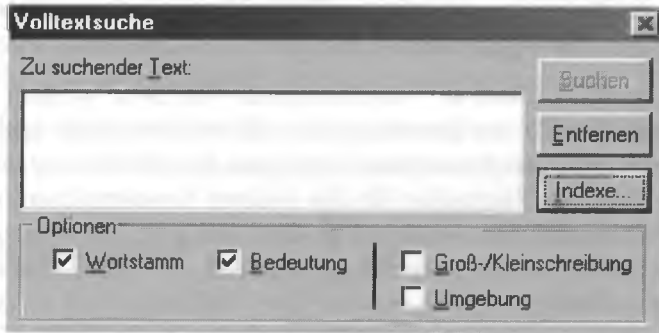 Volltextsuche
Zu suchender Text:
Suchen
Entfernen
Indexe...
Optionen
Wortstamm
Bedeutung
Groß-/Kleinschreibung
Umgebung